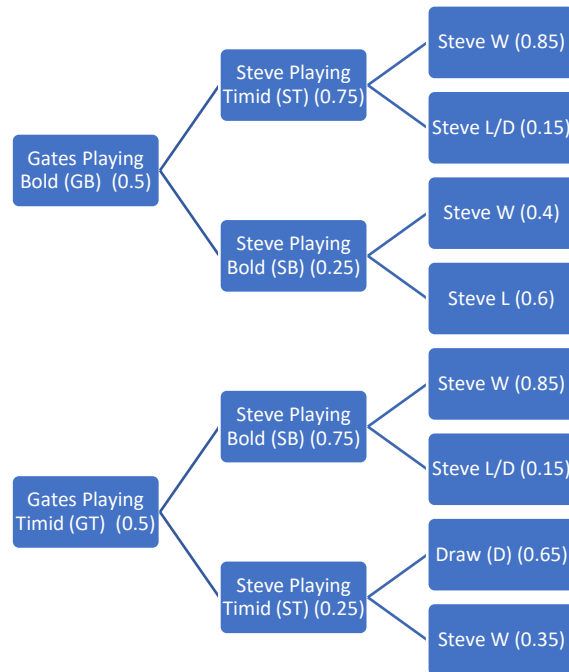 Steve W (0.85)
Steve Playing
Timid (ST) (0.75)
Steve L/D (0.15)
Gates Playing
Bold (GB) (0.5)
Steve W (0.4)
Steve Playing
Bold (SB) (0.25)
Steve L (0.6)
Steve W (0.85)
Steve Playing
Bold (SB) (0.75)
Steve L/D (0.15)
Gates Playing
Timid (GT) (0.5)
Draw (D) (0.65)
Steve Playing
Timid (ST) (0.25)
Steve W (0.35)